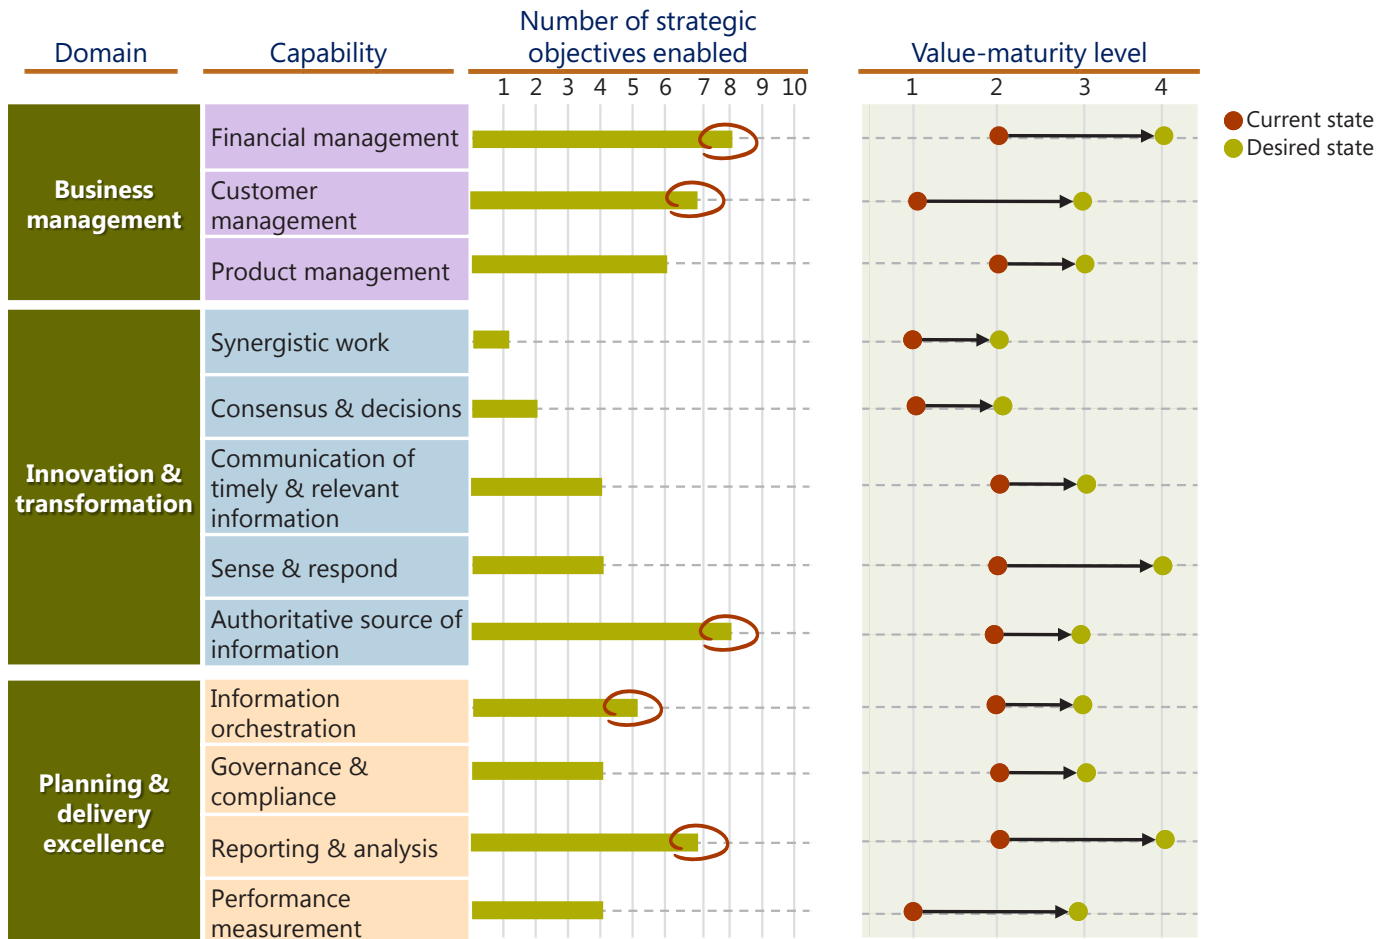 Domain
Capability
Number of strategic
objectives enabled
Value-maturity level
1 2 3 4 5 6 7 8 9 10
1 2 3 4
Current state
Desired state
Business
management
Financial management
Customer
management
Product management
Innovation &
transformation
Synergistic work
Consensus & decisions
Communication of
timely & relevant
information
Sense & respond
Authoritative source of
information
Planning &
delivery
excellence
Information
orchestration
Governance &
compliance
Reporting & analysis
Performance
measurement